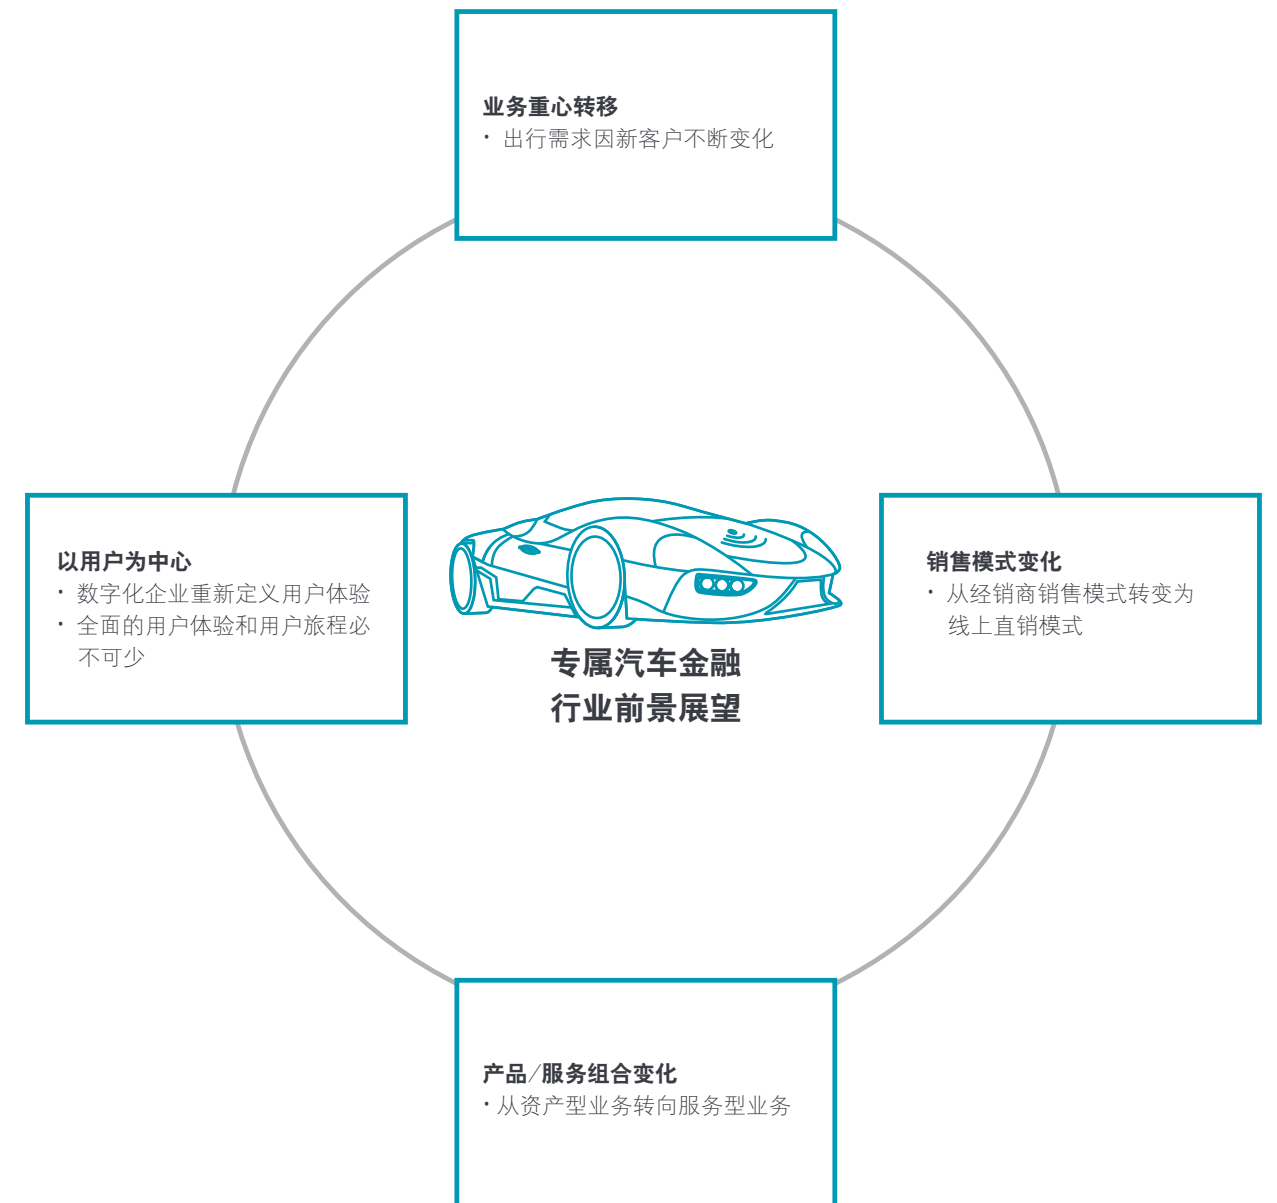 业务重心转移
· 出行需求因新客户不断变化
以用户为中心
· 数字化企业重新定义用户体验
· 全面的用户体验和用户旅程必
不可少
专属汽车金融
行业前景展望
销售模式变化
· 从经销商销售模式转变为
线上直销模式
产品/服务组合变化
· 从资产型业务转向服务型业务